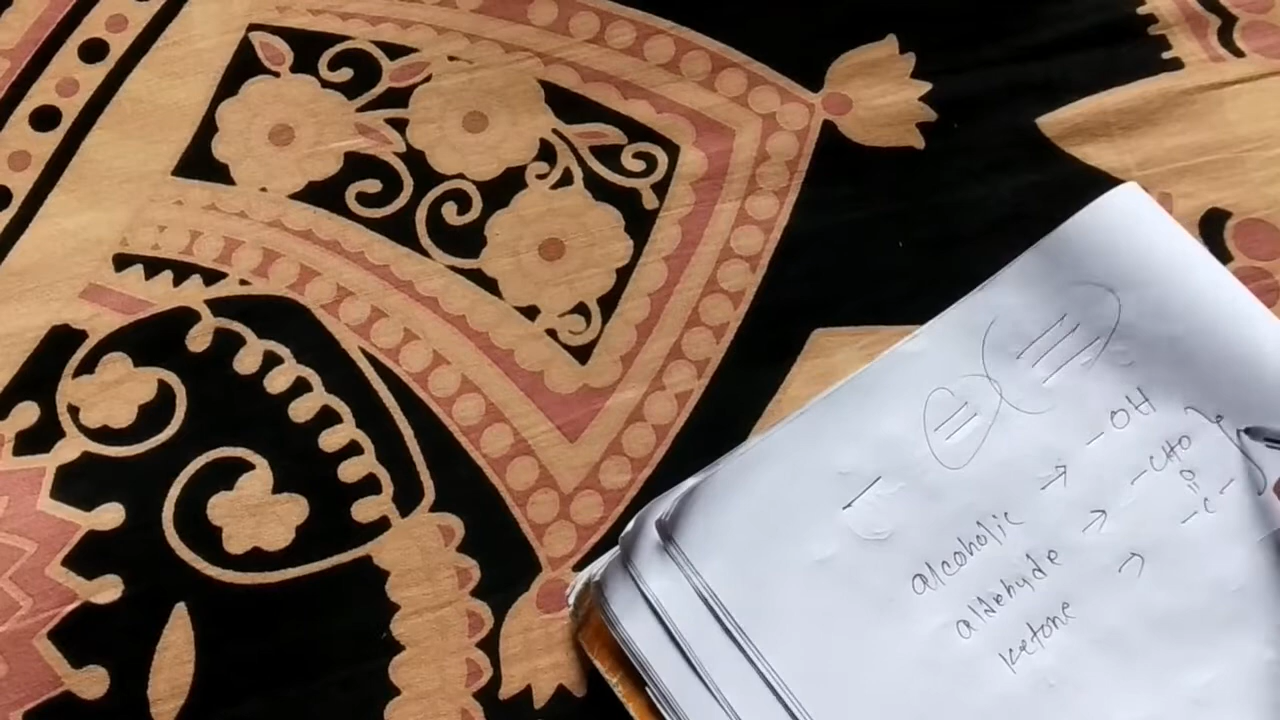 alcoholic → -OH
aldehyde → -CHO
ketone → -C-
O